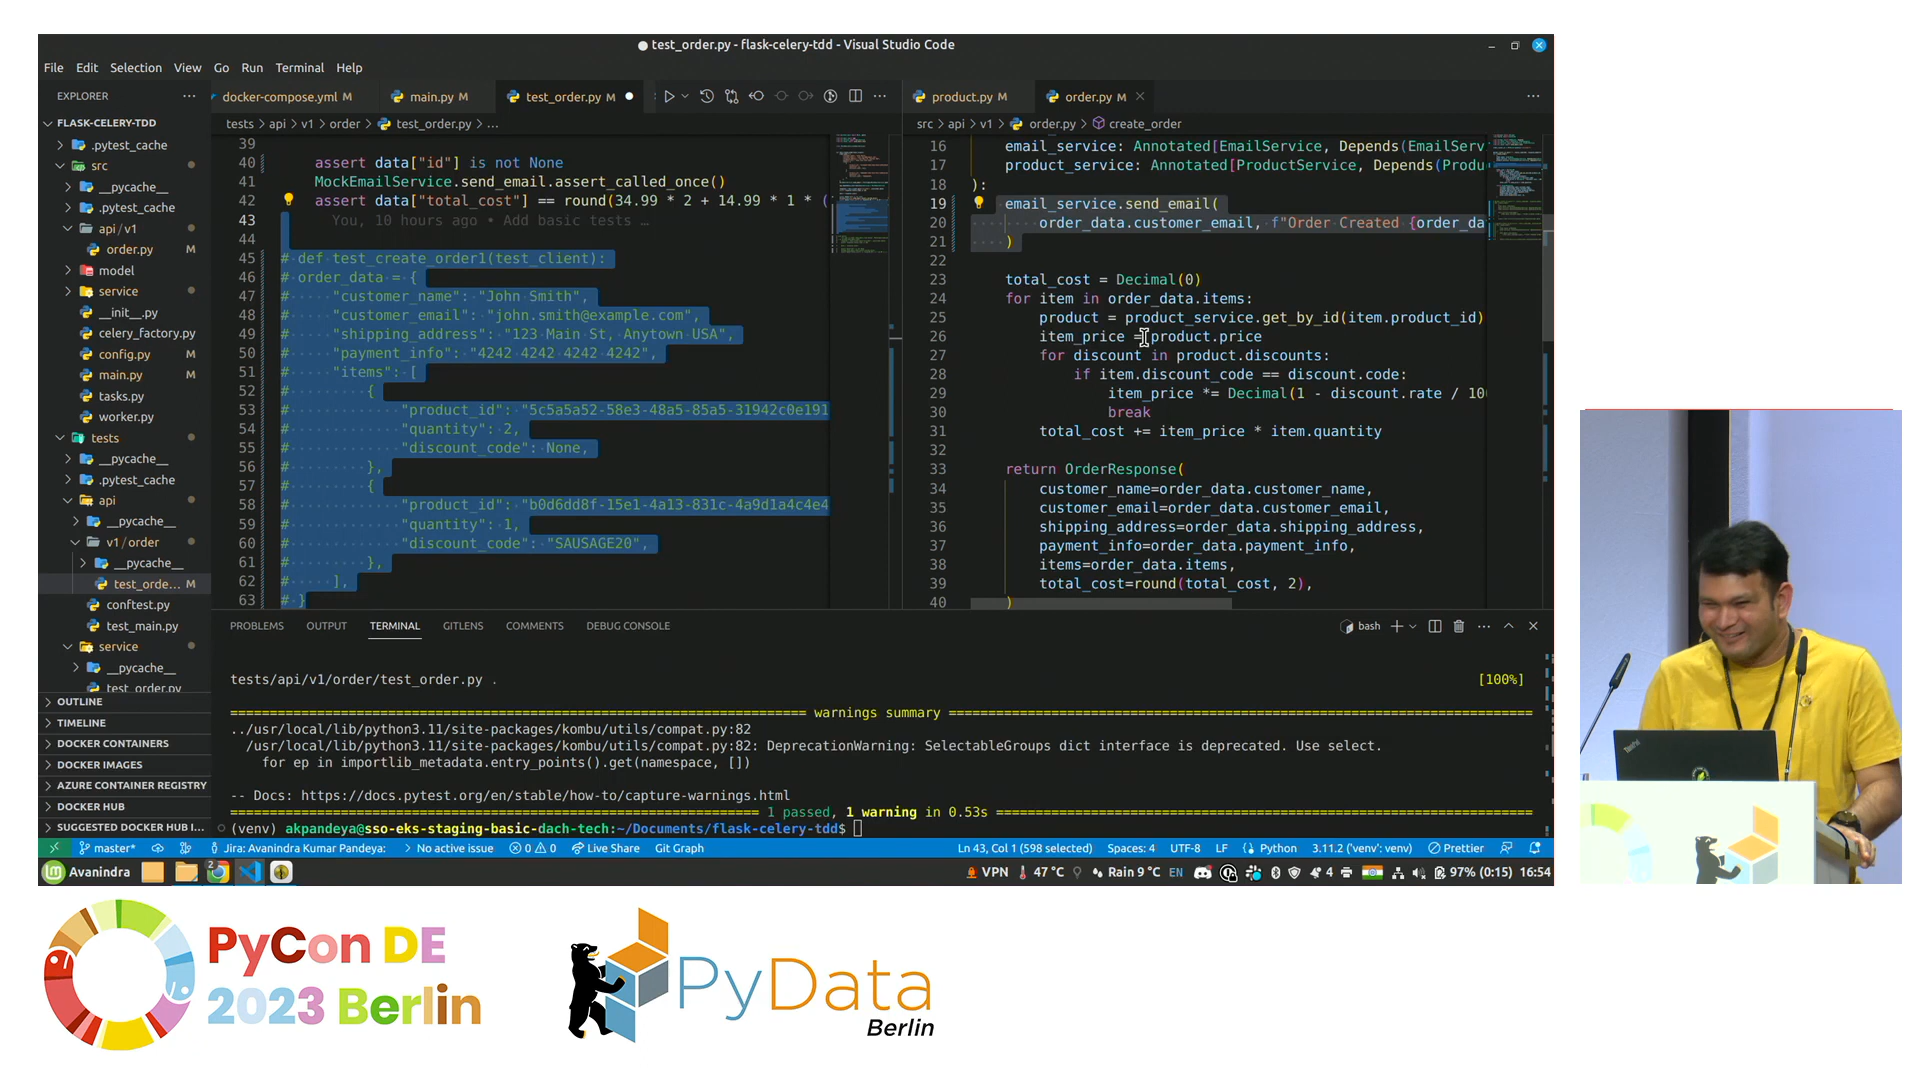 test_order.py - flask-celery-tdd - Visual Studio Code
File Edit Selection View Go Run Terminal Help
EXPLORER
docker-compose.yml M
main.py M
test_order.py M
product.py M
order.py M
FLASK-CELERY-TDD
.pytest_cache
src
__pycache__
.pytest_cache
api/v1
order.py M
model
service
__init__.py
celery_factory.py
config.py M
main.py M
tasks.py
worker.py
tests
__pycache__
.pytest_cache
api
__pycache__
v1/order
__pycache__
test_orde... M
conftest.py
test_main.py
service
__pycache__
test_order.py
OUTLINE
TIMELINE
DOCKER CONTAINERS
DOCKER IMAGES
AZURE CONTAINER REGISTRY
DOCKER HUB
SUGGESTED DOCKER HUB I...
tests > api > v1 > order > test_order.py > ...
39
40 assert data["id"] is not None
41 MockEmailService.send_email.assert_called_once()
42 assert data["total_cost"] == round(34.99 * 2 + 14.99 * 1 * (
43 You, 10 hours ago • Add basic tests …
44
45 # def test_create_order1(test_client):
46 # order_data = {
47 # "customer_name": "John Smith",
48 # "customer_email": "john.smith@example.com",
49 # "shipping_address": "123 Main St, Anytown USA",
50 # "payment_info": "4242 4242 4242 4242",
51 # "items": [
52 # {
53 # "product_id": "5c5a5a52-58e3-48a5-85a5-31942c0e191
54 # "quantity": 2,
55 # "discount_code": None,
56 # },
57 # {
58 # "product_id": "b0d6dd8f-15e1-4a13-831c-4a9d1a4c4e4
59 # "quantity": 1,
60 # "discount_code": "SAUSAGE20",
61 # },
62 # ],
63 # }
src > api > v1 > order.py > create_order
16 email_service: Annotated[EmailService, Depends(EmailServ
17 product_service: Annotated[ProductService, Depends(Produ
18 ):
19 email_service.send_email(
20 order_data.customer_email, f"Order Created {order_da
21 )
22
23 total_cost = Decimal(0)
24 for item in order_data.items:
25 product = product_service.get_by_id(item.product_id)
26 item_price = product.price
27 for discount in product.discounts:
28 if item.discount_code == discount.code:
29 item_price *= Decimal(1 - discount.rate / 10
30 break
31 total_cost += item_price * item.quantity
32
33 return OrderResponse(
34 customer_name=order_data.customer_name,
35 customer_email=order_data.customer_email,
36 shipping_address=order_data.shipping_address,
37 payment_info=order_data.payment_info,
38 items=order_data.items,
39 total_cost=round(total_cost, 2),
40 )
PROBLEMS OUTPUT TERMINAL GITLENS COMMENTS DEBUG CONSOLE
bash
tests/api/v1/order/test_order.py . [100%]
warnings summary
../usr/local/lib/python3.11/site-packages/kombu/utils/compat.py:82
/usr/local/lib/python3.11/site-packages/kombu/utils/compat.py:82: DeprecationWarning: SelectableGroups dict interface is deprecated. Use select.
for ep in importlib_metadata.entry_points().get(namespace, [])
-- Docs: https://docs.pytest.org/en/stable/how-to/capture-warnings.html
1 passed, 1 warning in 0.53s
(venv) akpandeya@sso-eks-staging-basic-dach-tech:~/Documents/flask-celery-tdd$
master* Jira: Avanindra Kumar Pandeya: No active issue 0 0 Live Share Git Graph
Ln 43, Col 1 (598 selected) Spaces: 4 UTF-8 LF Python 3.11.2 ('venv': venv) Prettier
Avanindra
VPN 47 °C Rain 9 °C EN 4 97% (0:15) 16:54
ThinkPad
PyCon DE
2023 Berlin
PyData
Berlin